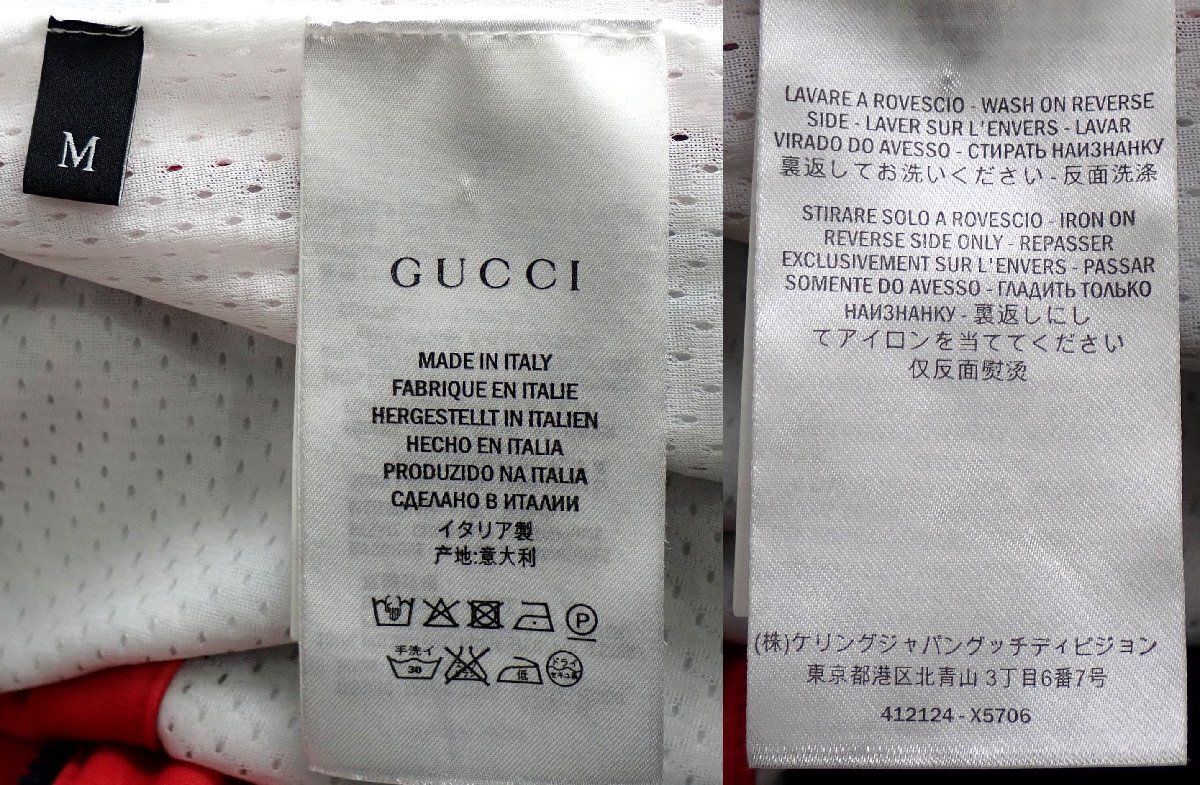 M
GUCCI
MADE IN ITALY
FABRIQUE EN ITALIE
HERGESTELLT IN ITALIEN
HECHO EN ITALIA
PRODUZIDO NA ITALIA
СДЕЛАНО В ИТАЛИИ
イタリア製
产地:意大利
P
手洗イ
30
低
ドライ
LAVARE A ROVESCIO - WASH ON REVERSE
SIDE - LAVER SUR L'ENVERS - LAVAR
VIRADO DO AVESSO - СТИРАТЬ НАИЗНАНКУ
裏返してお洗いください - 反面洗涤
STIRARE SOLO A ROVESCIO - IRON ON
REVERSE SIDE ONLY - REPASSER
EXCLUSIVEMENT SUR L'ENVERS - PASSAR
SOMENTE DO AVESSO - ГЛАДИТЬ ТОЛЬКО
НАИЗНАНКУ - 裏返しにし
てアイロンを当ててください
仅反面熨烫
(株)ケリングジャパングッチディビジョン
東京都港区北青山 3丁目6番7号
412124 - X5706